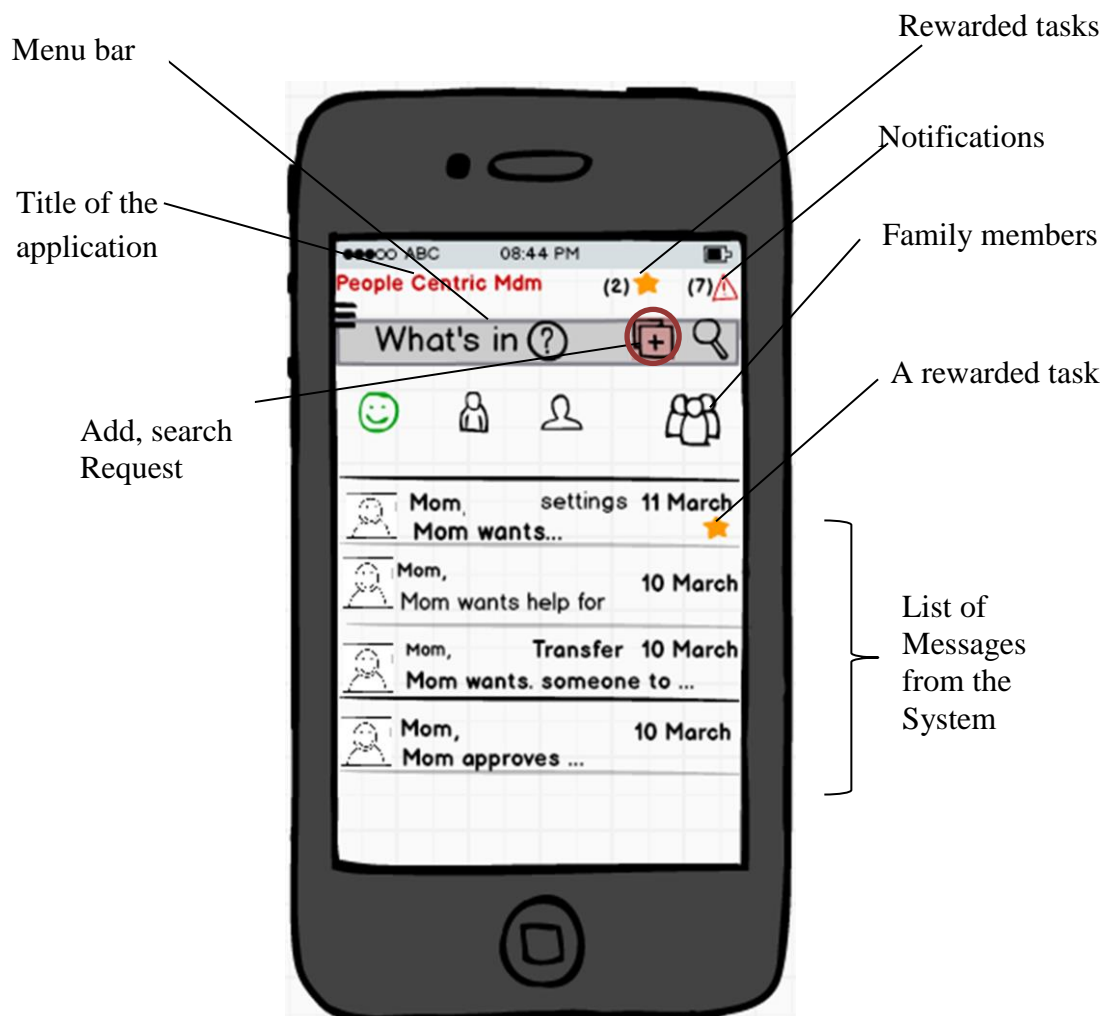 Rewarded tasks
Menu bar
Notifications
Title of the
application
Family members
ABC 08:44 PM
People Centric Mdm (2) (7)
What's in ?
A rewarded task
Add, search
Request
Mom, settings 11 March
Mom wants...
Mom, 10 March
Mom wants help for
Mom, Transfer 10 March
Mom wants. someone to ...
Mom, 10 March
Mom approves ...
List of
Messages
from the
System